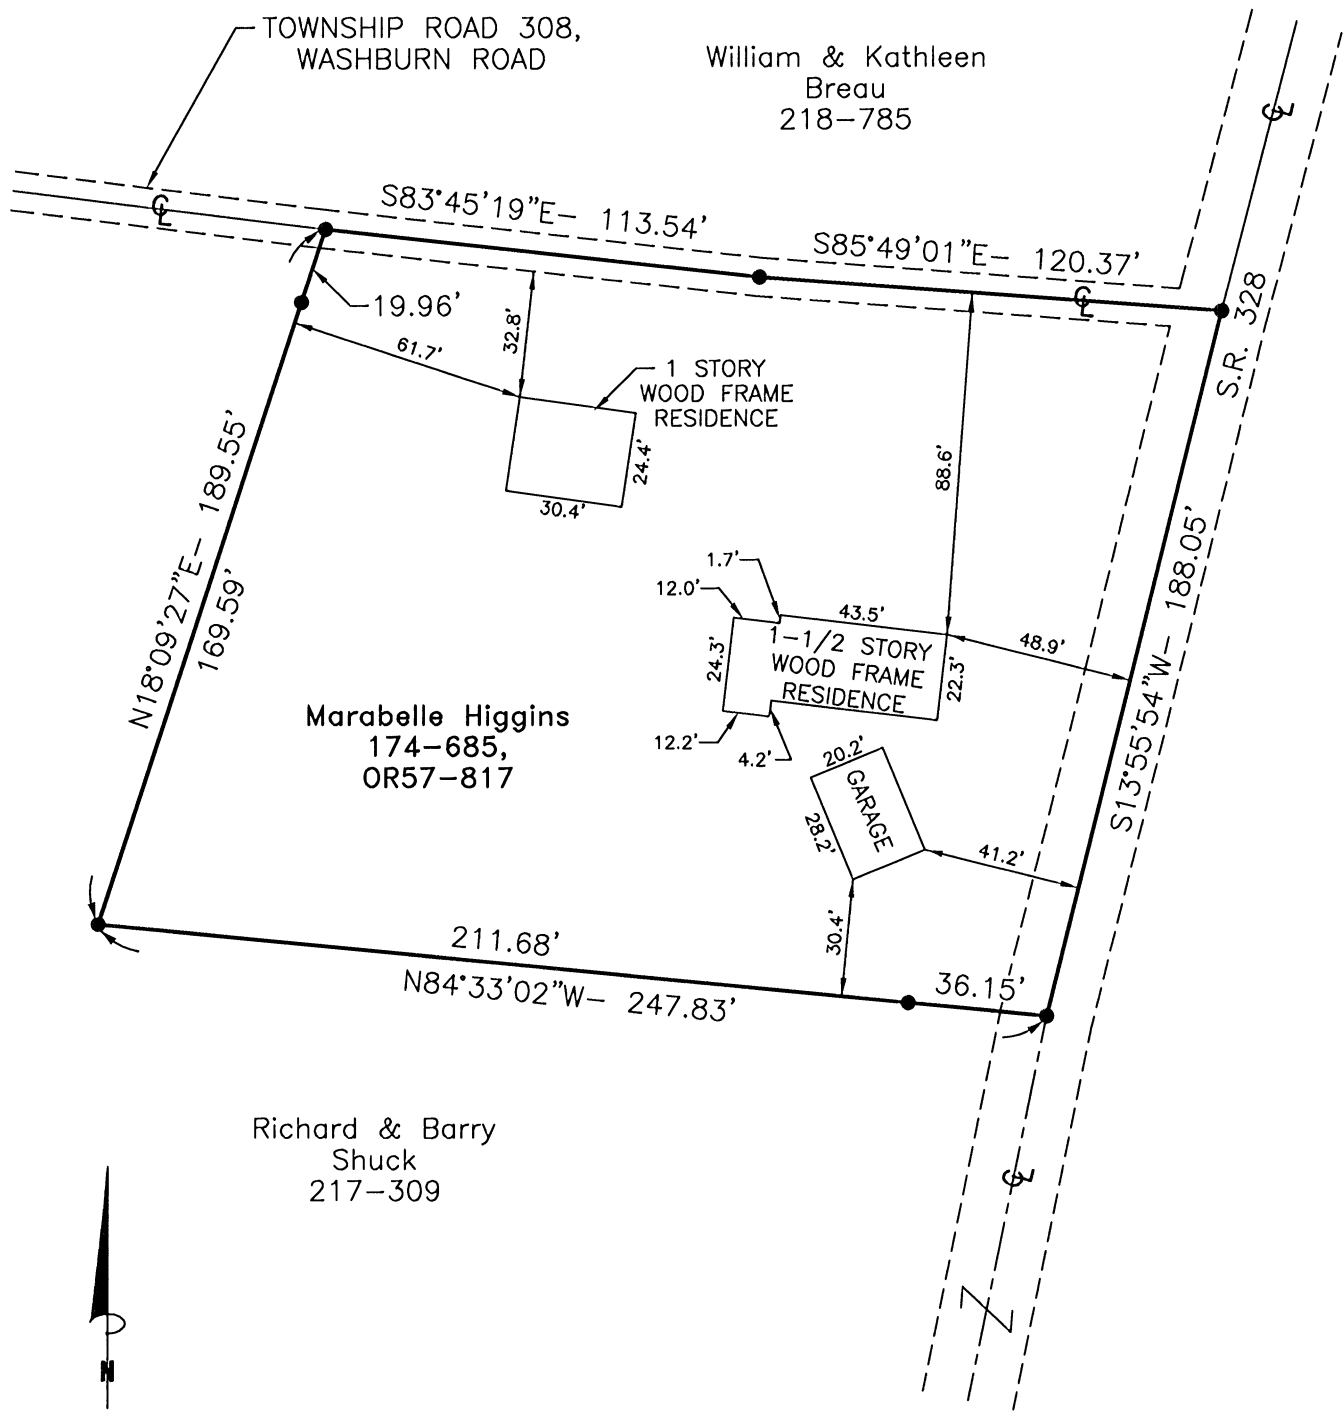 TOWNSHIP ROAD 308,
WASHBURN ROAD
William & Kathleen
Breau
218-785
S83°45'19"E- 113.54'
S85°49'01"E- 120.37'
S.R. 328
19.96'
61.7'
32.8'
1 STORY
WOOD FRAME
RESIDENCE
24.4'
30.4'
88.6'
N18°09'27"E- 189.55'
169.59'
1.7'
12.0'
43.5'
1-1/2 STORY
WOOD FRAME
RESIDENCE
24.3'
22.3'
48.9'
12.2'
4.2'
S13°55'54"W- 188.05'
Marabelle Higgins
174-685,
OR57-817
20.2'
GARAGE
28.2'
41.2'
30.4'
211.68'
36.15'
N84°33'02"W- 247.83'
Richard & Barry
Shuck
217-309
N